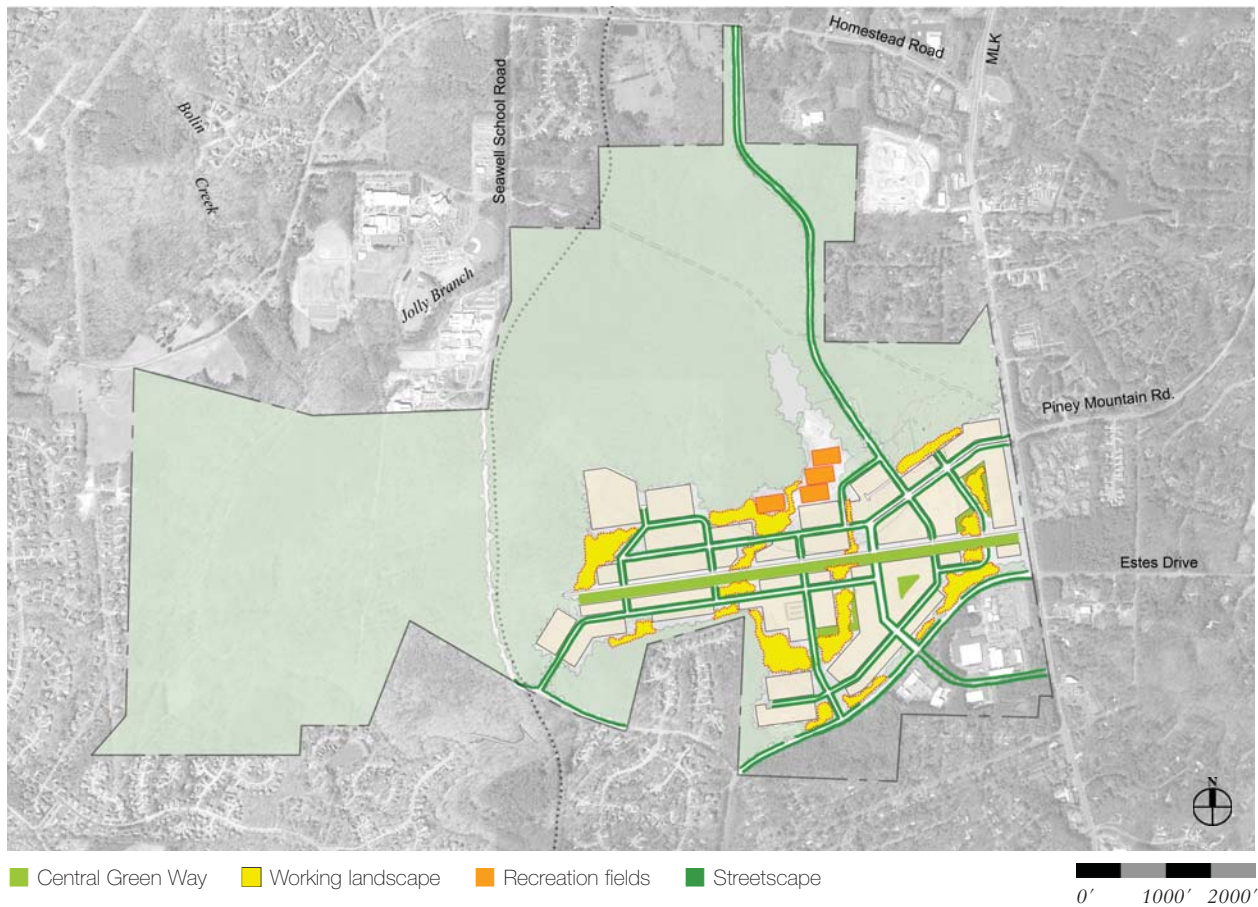 Homestead Road
MLK
Bolin
Creek
Seawell School Road
Jolly Branch
Piney Mountain Rd.
Estes Drive
N
Central Green Way
Working landscape
Recreation fields
Streetscape
0' 1000' 2000'